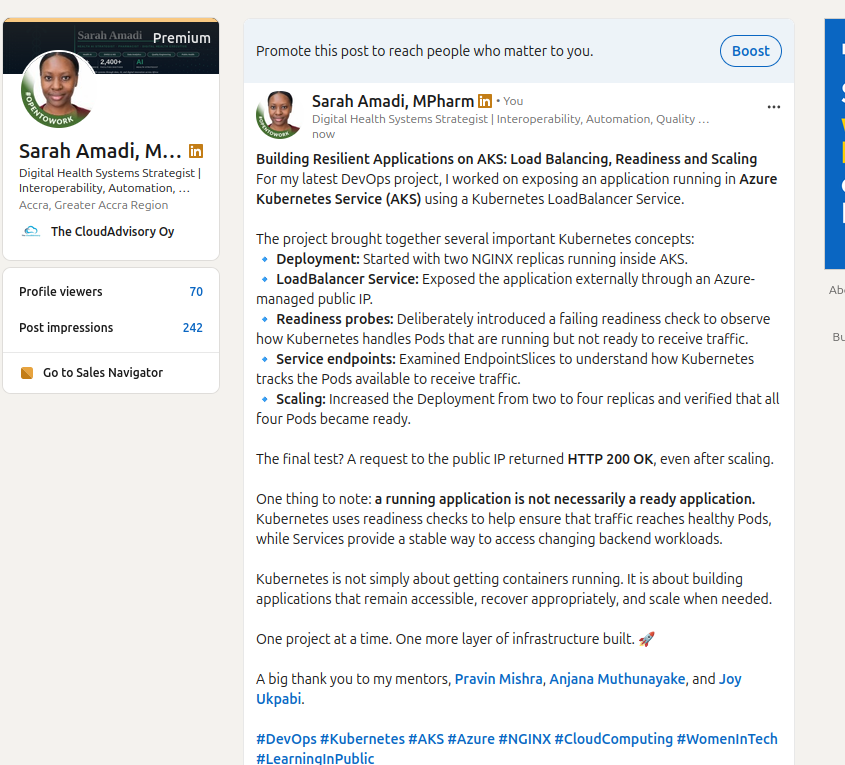 Sarah Amadi
Premium
2,400+
AI
#OPENTOWORK
Sarah Amadi, M...
Digital Health Systems Strategist |
Interoperability, Automation, ...
Accra, Greater Accra Region
The CloudAdvisory Oy
Profile viewers 70
Post impressions 242
Go to Sales Navigator
Promote this post to reach people who matter to you. Boost
Sarah Amadi, MPharm in • You
Digital Health Systems Strategist | Interoperability, Automation, Quality ...
now
Building Resilient Applications on AKS: Load Balancing, Readiness and Scaling
For my latest DevOps project, I worked on exposing an application running in Azure
Kubernetes Service (AKS) using a Kubernetes LoadBalancer Service.
The project brought together several important Kubernetes concepts:
🔹 Deployment: Started with two NGINX replicas running inside AKS.
🔹 LoadBalancer Service: Exposed the application externally through an Azure-
managed public IP.
🔹 Readiness probes: Deliberately introduced a failing readiness check to observe
how Kubernetes handles Pods that are running but not ready to receive traffic.
🔹 Service endpoints: Examined EndpointSlices to understand how Kubernetes
tracks the Pods available to receive traffic.
🔹 Scaling: Increased the Deployment from two to four replicas and verified that all
four Pods became ready.
The final test? A request to the public IP returned HTTP 200 OK, even after scaling.
One thing to note: a running application is not necessarily a ready application.
Kubernetes uses readiness checks to help ensure that traffic reaches healthy Pods,
while Services provide a stable way to access changing backend workloads.
Kubernetes is not simply about getting containers running. It is about building
applications that remain accessible, recover appropriately, and scale when needed.
One project at a time. One more layer of infrastructure built. 🚀
A big thank you to my mentors, Pravin Mishra, Anjana Muthunayake, and Joy
Ukpabi.
#DevOps #Kubernetes #AKS #Azure #NGINX #CloudComputing #WomenInTech
#LearningInPublic